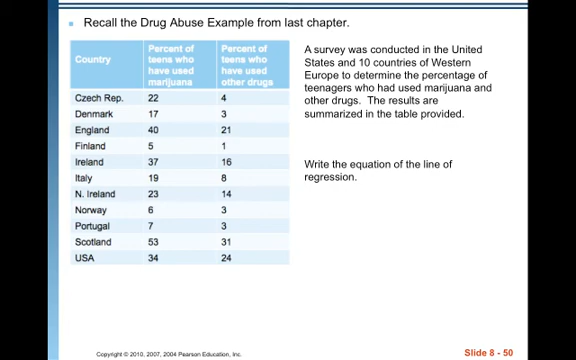 Recall the Drug Abuse Example from last chapter.
Country Percent of teens who have used marijuana Percent of teens who have used other drugs
Czech Rep. 22 4
Denmark 17 3
England 40 21
Finland 5 1
Ireland 37 16
Italy 19 8
N. Ireland 23 14
Norway 6 3
Portugal 7 3
Scotland 53 31
USA 34 24
A survey was conducted in the United
States and 10 countries of Western
Europe to determine the percentage of
teenagers who had used marijuana and
other drugs. The results are
summarized in the table provided.
Write the equation of the line of
regression.
Copyright © 2010, 2007, 2004 Pearson Education, Inc.
Slide 8 - 50